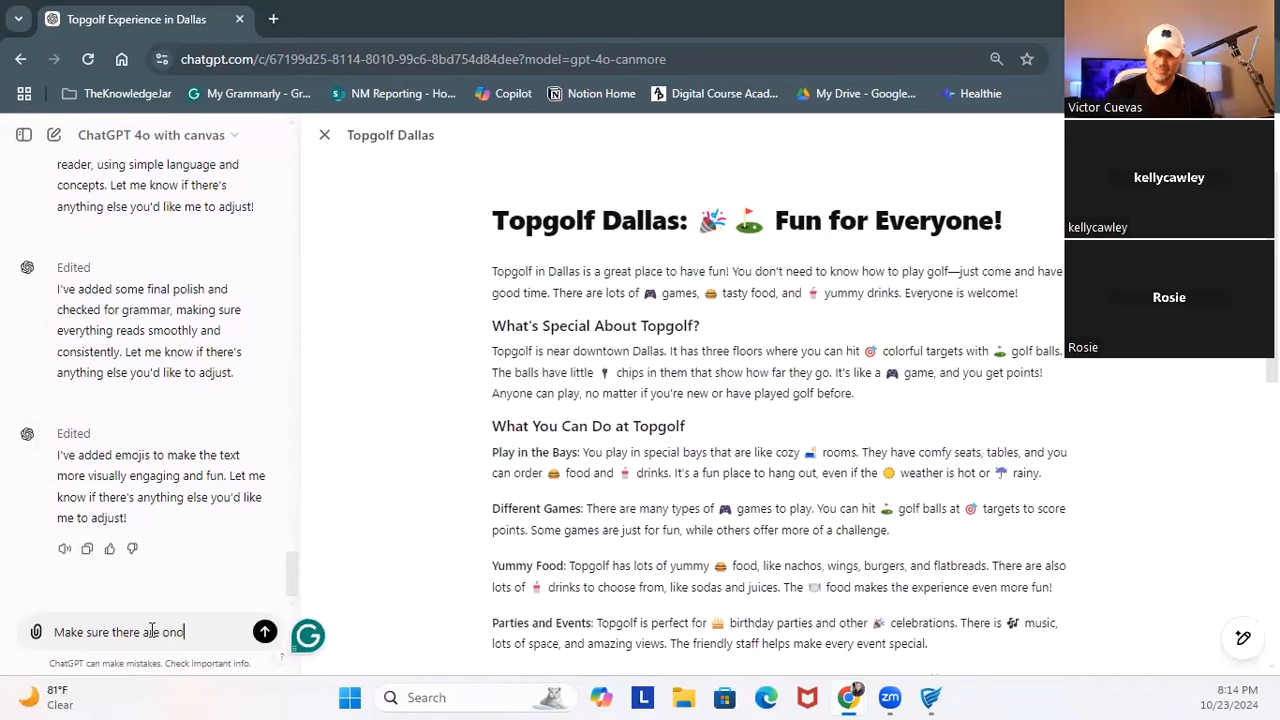 Topgolf Experience in Dallas
chatgpt.com/c/67199d25-8114-8010-99c6-8bd754d84dee?model=gpt-4o-canmore
TheKnowledgeJar
My Grammarly - Gr...
NM Reporting - Ho...
Copilot
Notion Home
Digital Course Acad...
My Drive - Google...
Healthie
ChatGPT 4o with canvas
reader, using simple language and
concepts. Let me know if there's
anything else you'd like me to adjust!
Edited
I've added some final polish and
checked for grammar, making sure
everything reads smoothly and
consistently. Let me know if there's
anything else you'd like to adjust.
Edited
I've added emojis to make the text
more visually engaging and fun. Let me
know if there's anything else you'd like
me to adjust!
Make sure there are ond
ChatGPT can make mistakes. Check important info.
?
Topgolf Dallas
Topgolf Dallas: 🎉 ⛳ Fun for Everyone!
Topgolf in Dallas is a great place to have fun! You don't need to know how to play golf—just come and have
good time. There are lots of 🎮 games, 🍔 tasty food, and 🥤 yummy drinks. Everyone is welcome!
What's Special About Topgolf?
Topgolf is near downtown Dallas. It has three floors where you can hit 🎯 colorful targets with ⛳ golf balls.
The balls have little chips in them that show how far they go. It's like a 🎮 game, and you get points!
Anyone can play, no matter if you're new or have played golf before.
What You Can Do at Topgolf
Play in the Bays: You play in special bays that are like cozy 🛋️ rooms. They have comfy seats, tables, and you
can order 🍔 food and 🥤 drinks. It's a fun place to hang out, even if the ☀️ weather is hot or ☔ rainy.
Different Games: There are many types of 🎮 games to play. You can hit ⛳ golf balls at 🎯 targets to score
points. Some games are just for fun, while others offer more of a challenge.
Yummy Food: Topgolf has lots of yummy 🍔 food, like nachos, wings, burgers, and flatbreads. There are also
lots of 🥤 drinks to choose from, like sodas and juices. The 🍽️ food makes the experience even more fun!
Parties and Events: Topgolf is perfect for 🎂 birthday parties and other 🎉 celebrations. There is 🎶 music,
lots of space, and amazing views. The friendly staff helps make every event special.
Victor Cuevas
kellycawley
kellycawley
Rosie
Rosie
81°F
Clear
Search
8:14 PM
10/23/2024